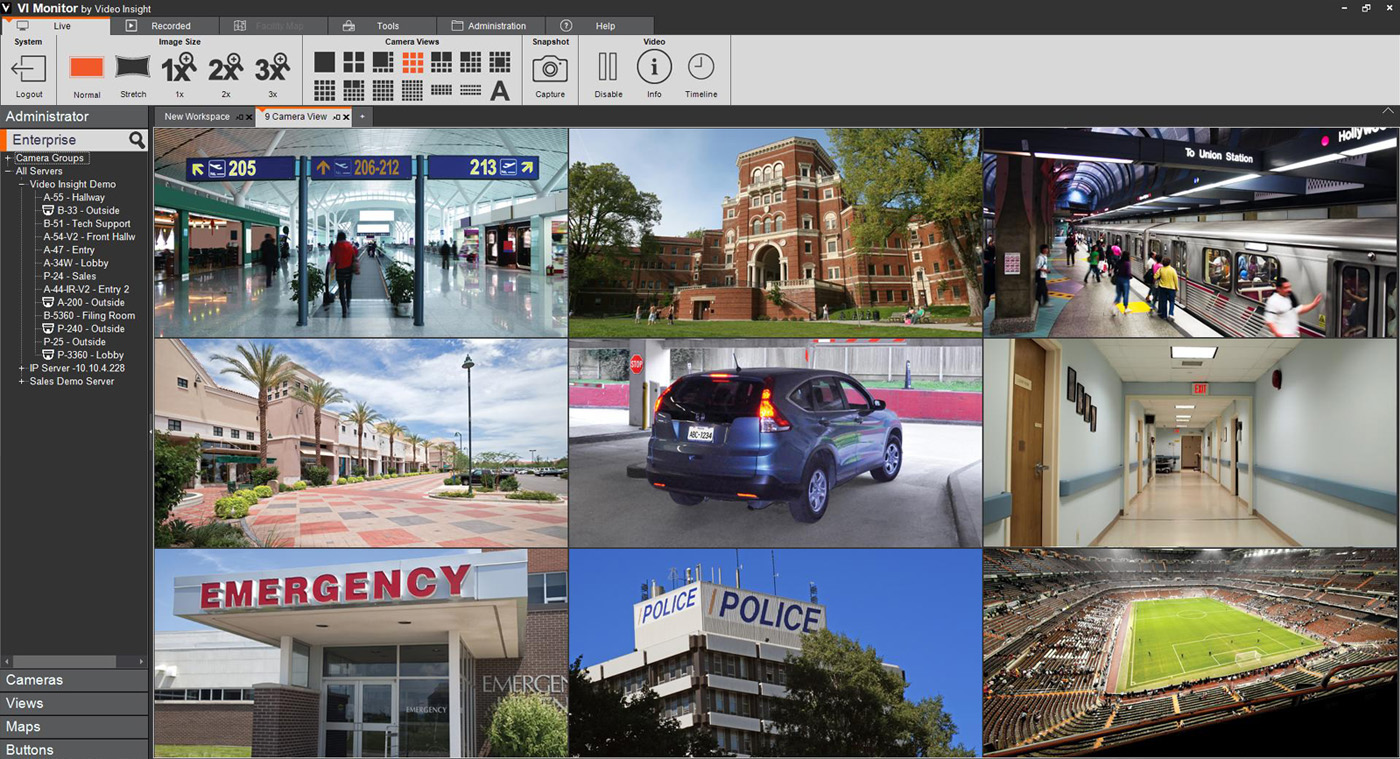 VI Monitor by Video Insight
Live
Recorded
Facility Map
Tools
Administration
Help
System
Image Size
Camera Views
Snapshot
Video
1x
2x
3x
A
Logout
Normal
Stretch
1x
2x
3x
Capture
Disable
Info
Timeline
Administrator
New Workspace
9 Camera View
+
Enterprise
Camera Groups
All Servers
Video Insight Demo
A-55 - Hallway
B-33 - Outside
B-51 - Tech Support
A-54-V2 - Front Hallw
A-47 - Entry
A-34W - Lobby
P-24 - Sales
A-44-IR-V2 - Entry 2
A-200 - Outside
B-5360 - Filing Room
P-240 - Outside
P-25 - Outside
P-3360 - Lobby
IP Server -10.10.4.228
Sales Demo Server
Cameras
Views
Maps
Buttons
205
206-212
213
To Union Station
Hollywoo
STOP
ABC-1234
EXIT
EMERGENCY
EMERGEN
EMERGENCY
POLICE
POLICE